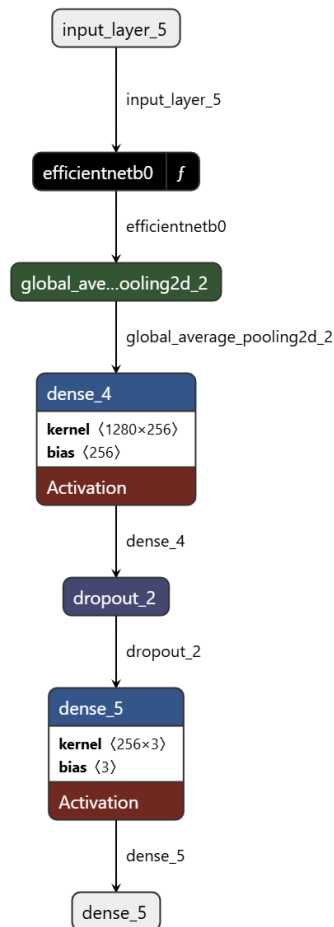 input_layer_5
input_layer_5
efficientnetb0 ƒ
efficientnetb0
global_ave...ooling2d_2
global_average_pooling2d_2
dense_4
kernel ⟨1280×256⟩
bias ⟨256⟩
Activation
dense_4
dropout_2
dropout_2
dense_5
kernel ⟨256×3⟩
bias ⟨3⟩
Activation
dense_5
dense_5